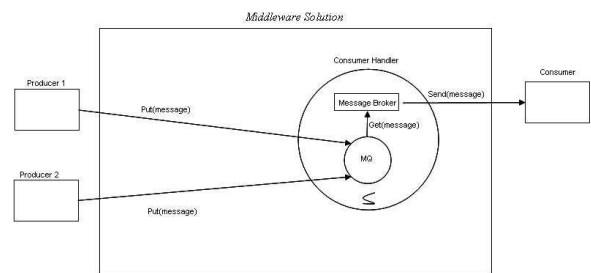 Middleware Solution
Consumer Handler
Producer 1
Consumer
Message Broker
Send(message)
Put(message)
Get(message)
MQ
Producer 2
Put(message)